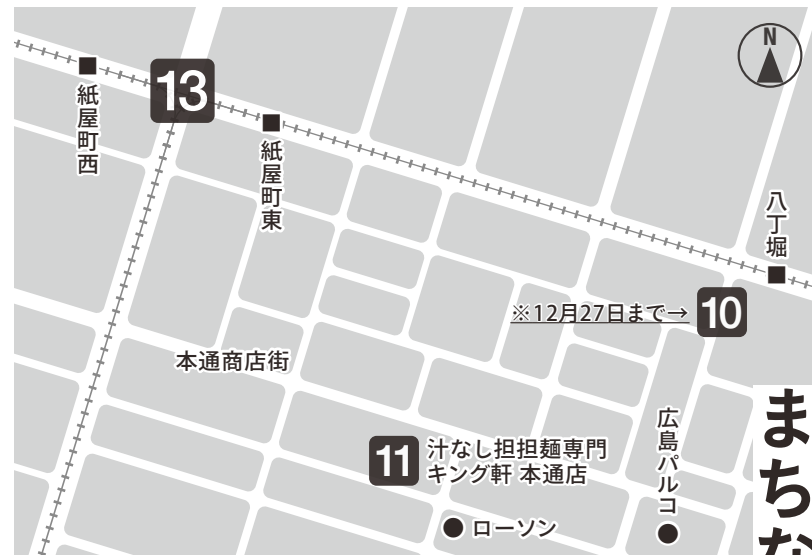 N
13
紙屋町西
紙屋町東
八丁堀
※12月27日まで→
10
本通商店街
11
汁なし担担麺専門
キング軒 本通店
広島パルコ
ローソン
まちな